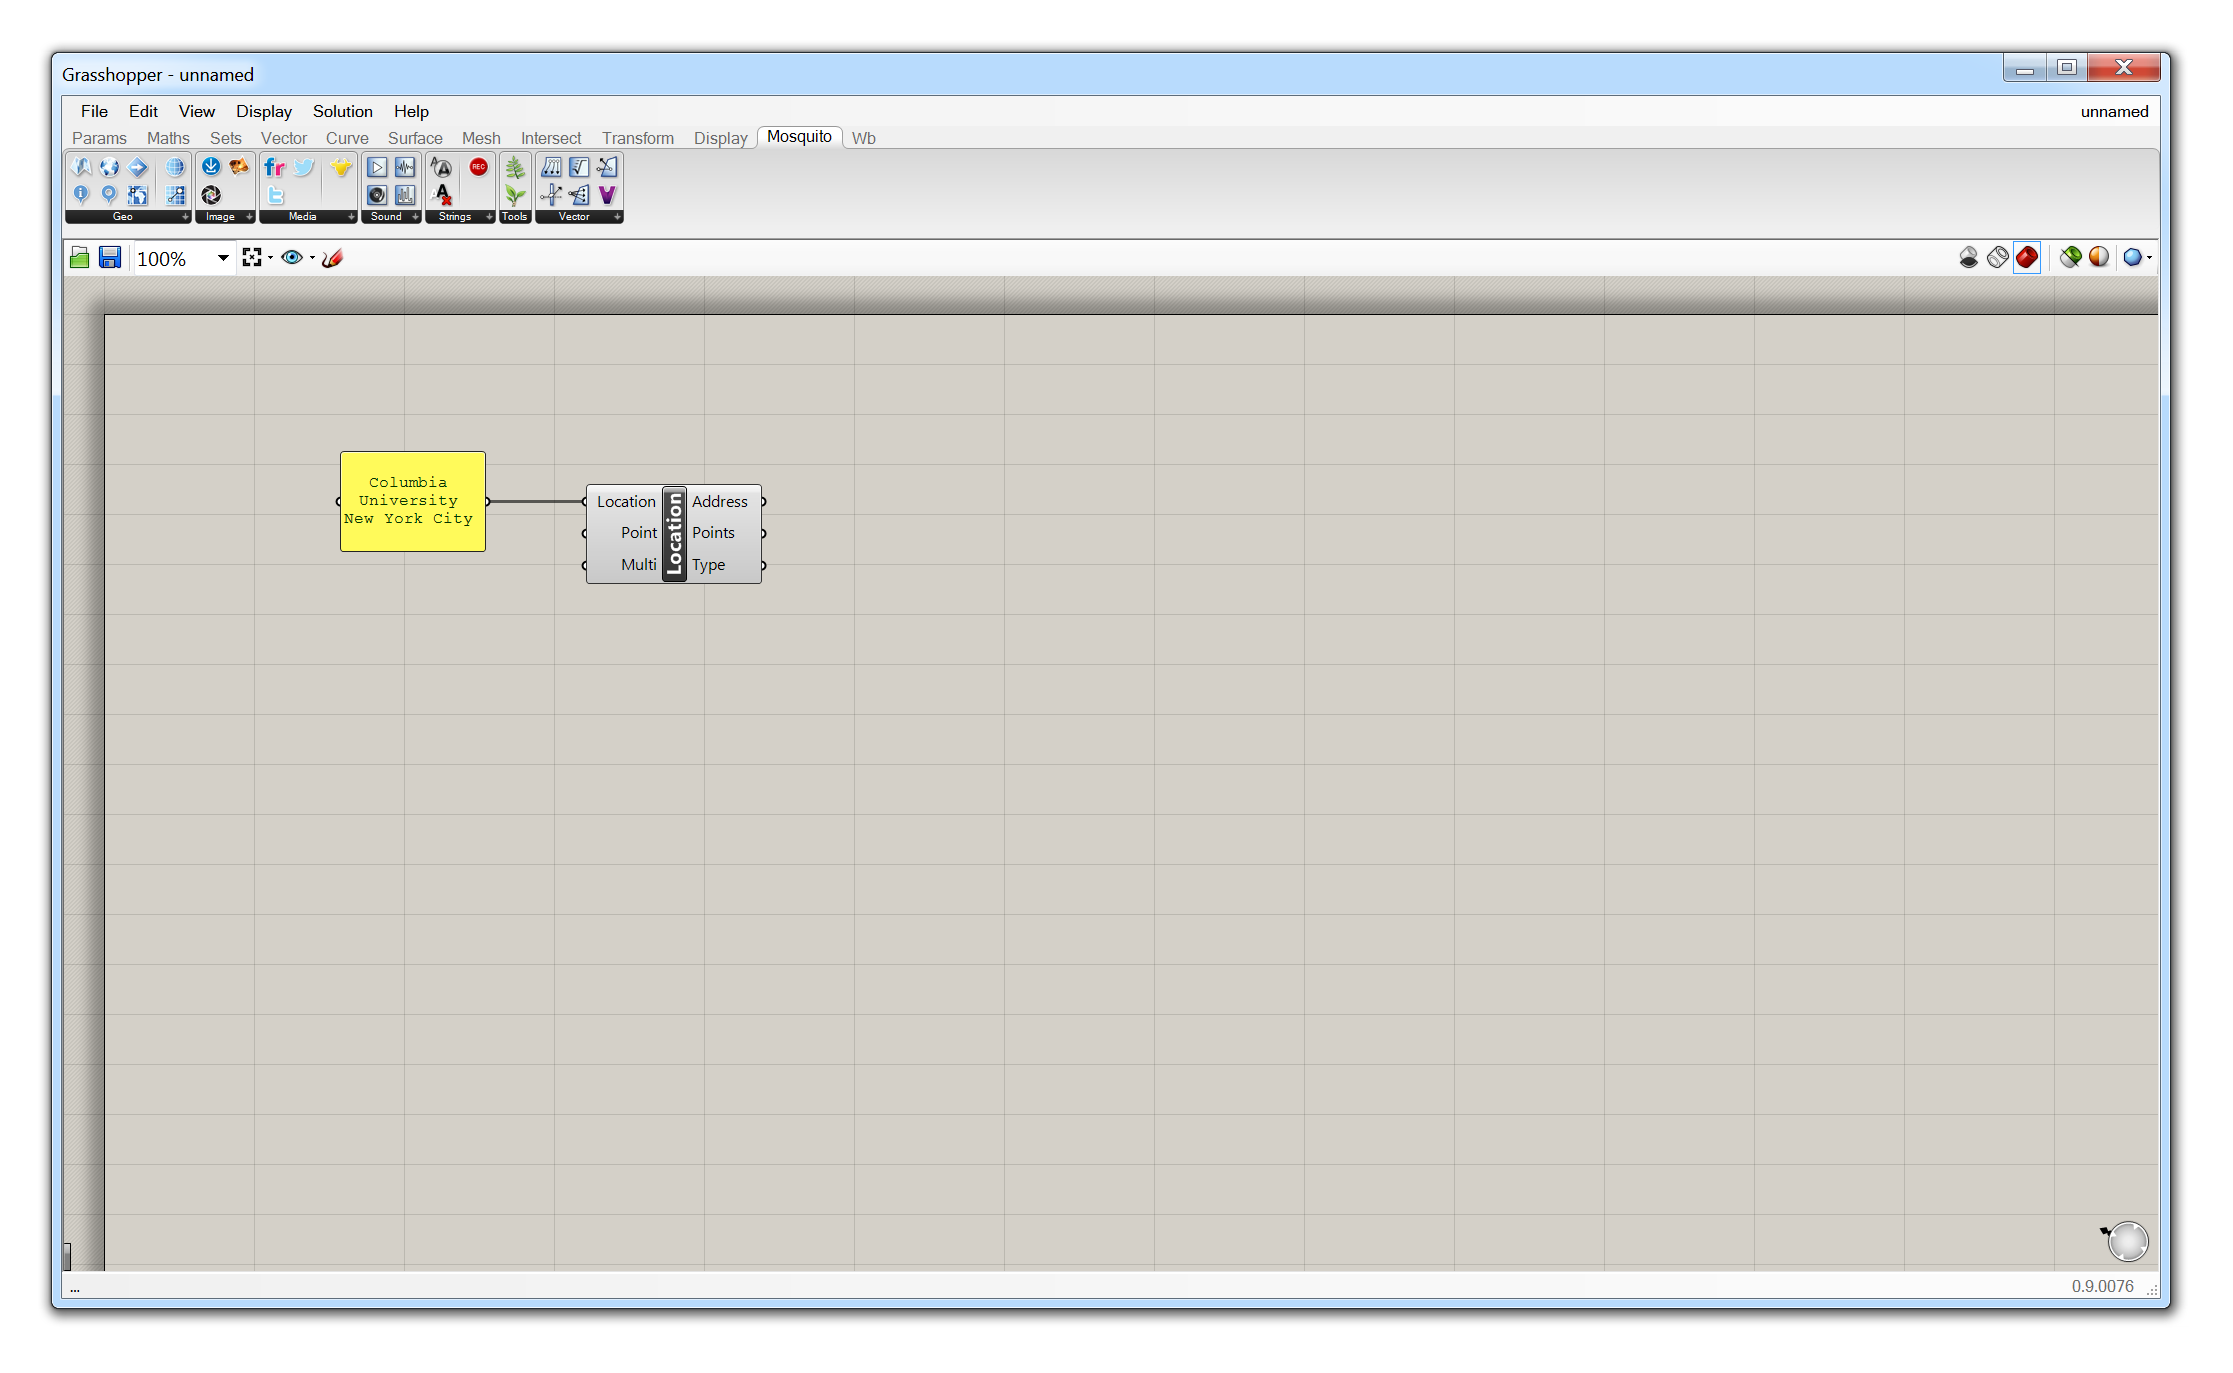 Grasshopper - unnamed
File Edit View Display Solution Help unnamed
Params Maths Sets Vector Curve Surface Mesh Intersect Transform Display Mosquito Wb
fr
REC
Geo Image Media Sound Strings Tools Vector
100%
Columbia
University
New York City
Location
Point
Multi
Location
Address
Points
Type
...
0.9.0076